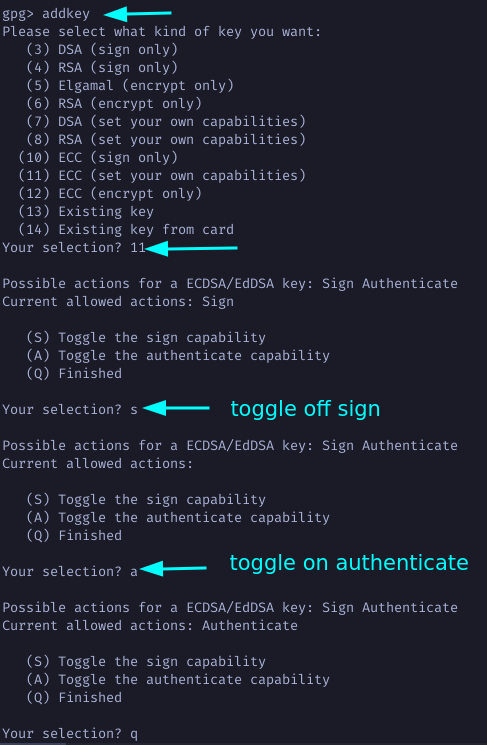 gpg> addkey
Please select what kind of key you want:
   (3) DSA (sign only)
   (4) RSA (sign only)
   (5) Elgamal (encrypt only)
   (6) RSA (encrypt only)
   (7) DSA (set your own capabilities)
   (8) RSA (set your own capabilities)
  (10) ECC (sign only)
  (11) ECC (set your own capabilities)
  (12) ECC (encrypt only)
  (13) Existing key
  (14) Existing key from card
Your selection? 11
Possible actions for a ECDSA/EdDSA key: Sign Authenticate
Current allowed actions: Sign
   (S) Toggle the sign capability
   (A) Toggle the authenticate capability
   (Q) Finished
Your selection? s toggle off sign
Possible actions for a ECDSA/EdDSA key: Sign Authenticate
Current allowed actions:
   (S) Toggle the sign capability
   (A) Toggle the authenticate capability
   (Q) Finished
Your selection? a toggle on authenticate
Possible actions for a ECDSA/EdDSA key: Sign Authenticate
Current allowed actions: Authenticate
   (S) Toggle the sign capability
   (A) Toggle the authenticate capability
   (Q) Finished
Your selection? q